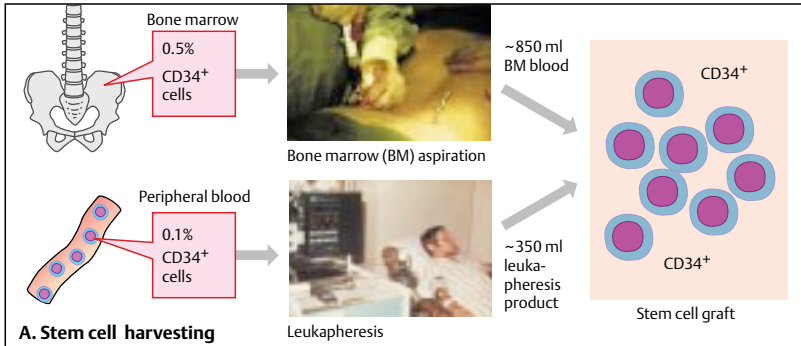 Bone marrow
0.5%
CD34+
cells
Bone marrow (BM) aspiration
~850 ml
BM blood
CD34+
Peripheral blood
0.1%
CD34+
cells
Leukapheresis
~350 ml
leuka-
pheresis
product
CD34+
Stem cell graft
A. Stem cell harvesting